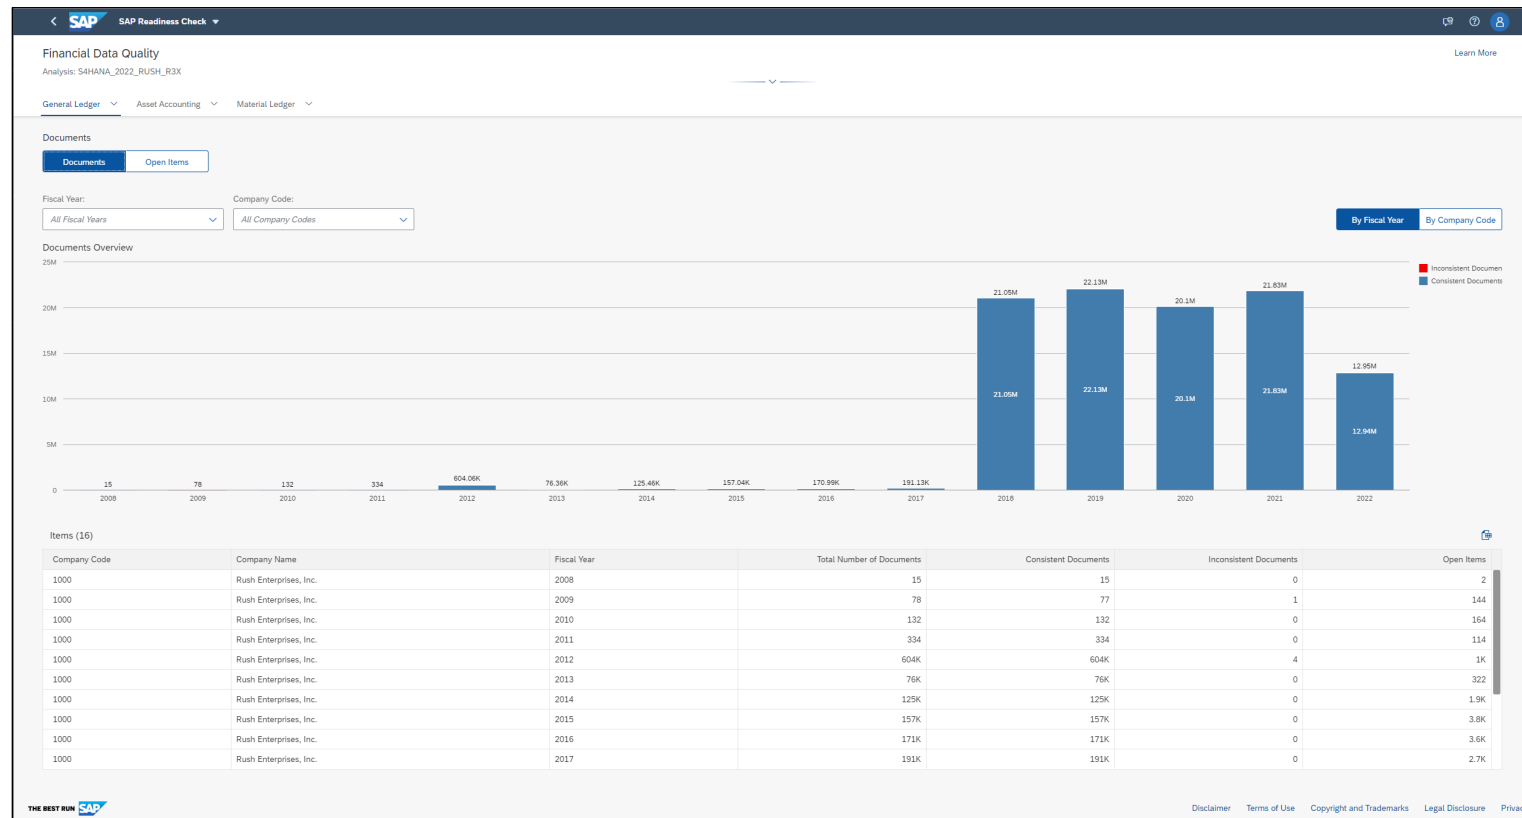 SAP SAP Readiness Check
Financial Data Quality
Learn More
Analysis: S4HANA_2022_RUSH_R3X
General Ledger Asset Accounting Material Ledger
Documents
Documents Open Items
Fiscal Year: Company Code:
All Fiscal Years All Company Codes By Fiscal Year By Company Code
Documents Overview
25M
Inconsistent Documen
Consistent Documents
20M
15M
10M
5M
0
21.05M 22.13M 20.1M 21.83M 12.95M
21.05M 22.13M 20.1M 21.83M 12.94M
15 78 132 334 604.06K 76.36K 125.46K 157.04K 170.99K 191.13K
2008 2009 2010 2011 2012 2013 2014 2015 2016 2017 2018 2019 2020 2021 2022
Items (16)
Company Code Company Name Fiscal Year Total Number of Documents Consistent Documents Inconsistent Documents Open Items
1000 Rush Enterprises, Inc. 2008 15 15 0 2
1000 Rush Enterprises, Inc. 2009 78 77 1 144
1000 Rush Enterprises, Inc. 2010 132 132 0 164
1000 Rush Enterprises, Inc. 2011 334 334 0 114
1000 Rush Enterprises, Inc. 2012 604K 604K 4 1K
1000 Rush Enterprises, Inc. 2013 76K 76K 0 322
1000 Rush Enterprises, Inc. 2014 125K 125K 0 1.9K
1000 Rush Enterprises, Inc. 2015 157K 157K 0 3.8K
1000 Rush Enterprises, Inc. 2016 171K 171K 0 3.6K
1000 Rush Enterprises, Inc. 2017 191K 191K 0 2.7K
THE BEST RUN SAP Disclaimer Terms of Use Copyright and Trademarks Legal Disclosure Privac